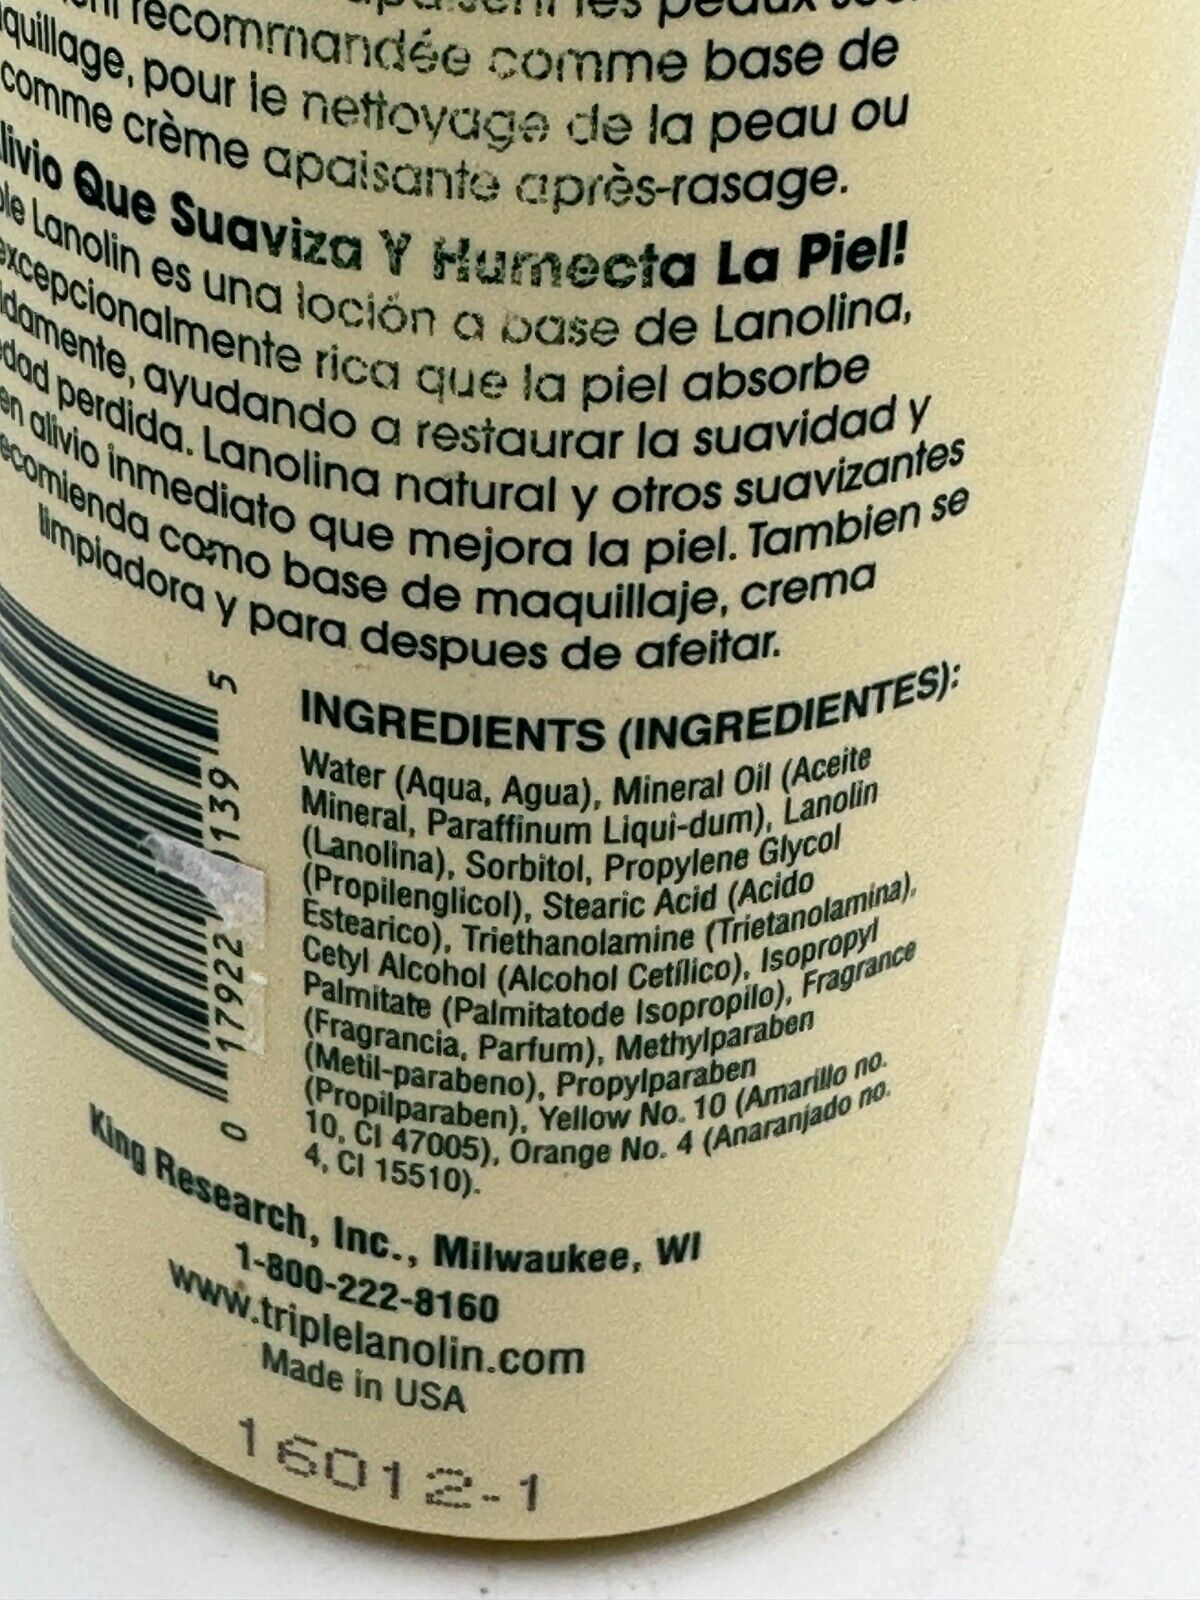 les peaux
recommandée comme base de
pour le nettoyage de la peau ou
comme crème apaisante après-rasage.
Que Suaviza Y Humecta La Piel!
Lanolin es una loción a base de Lanolina,
excepcionalmente rica que la piel absorbe
ayudando a restaurar la suavidad y
perdida. Lanolina natural y otros suavizantes
en alivio inmediato que mejora la piel. Tambien se
como base de maquillaje, crema
limpiadora y para despues de afeitar.
INGREDIENTS (INGREDIENTES):
Water (Aqua, Agua), Mineral Oil (Aceite
Mineral, Paraffinum Liqui-dum), Lanolin
(Lanolina), Sorbitol, Propylene Glycol
(Propilenglicol), Stearic Acid (Acido
Estearico), Triethanolamine (Trietanolamina),
Cetyl Alcohol (Alcohol Cetílico), Isopropyl
Palmitate (Palmitatode Isopropilo), Fragrance
(Fragrancia, Parfum), Methylparaben
(Metil-parabeno), Propylparaben
(Propilparaben), Yellow No. 10 (Amarillo no.
10, CI 47005), Orange No. 4 (Anaranjado no.
4, CI 15510).
King Research, Inc., Milwaukee, WI
1-800-222-8160
www.triplelanolin.com
Made in USA
16012-1